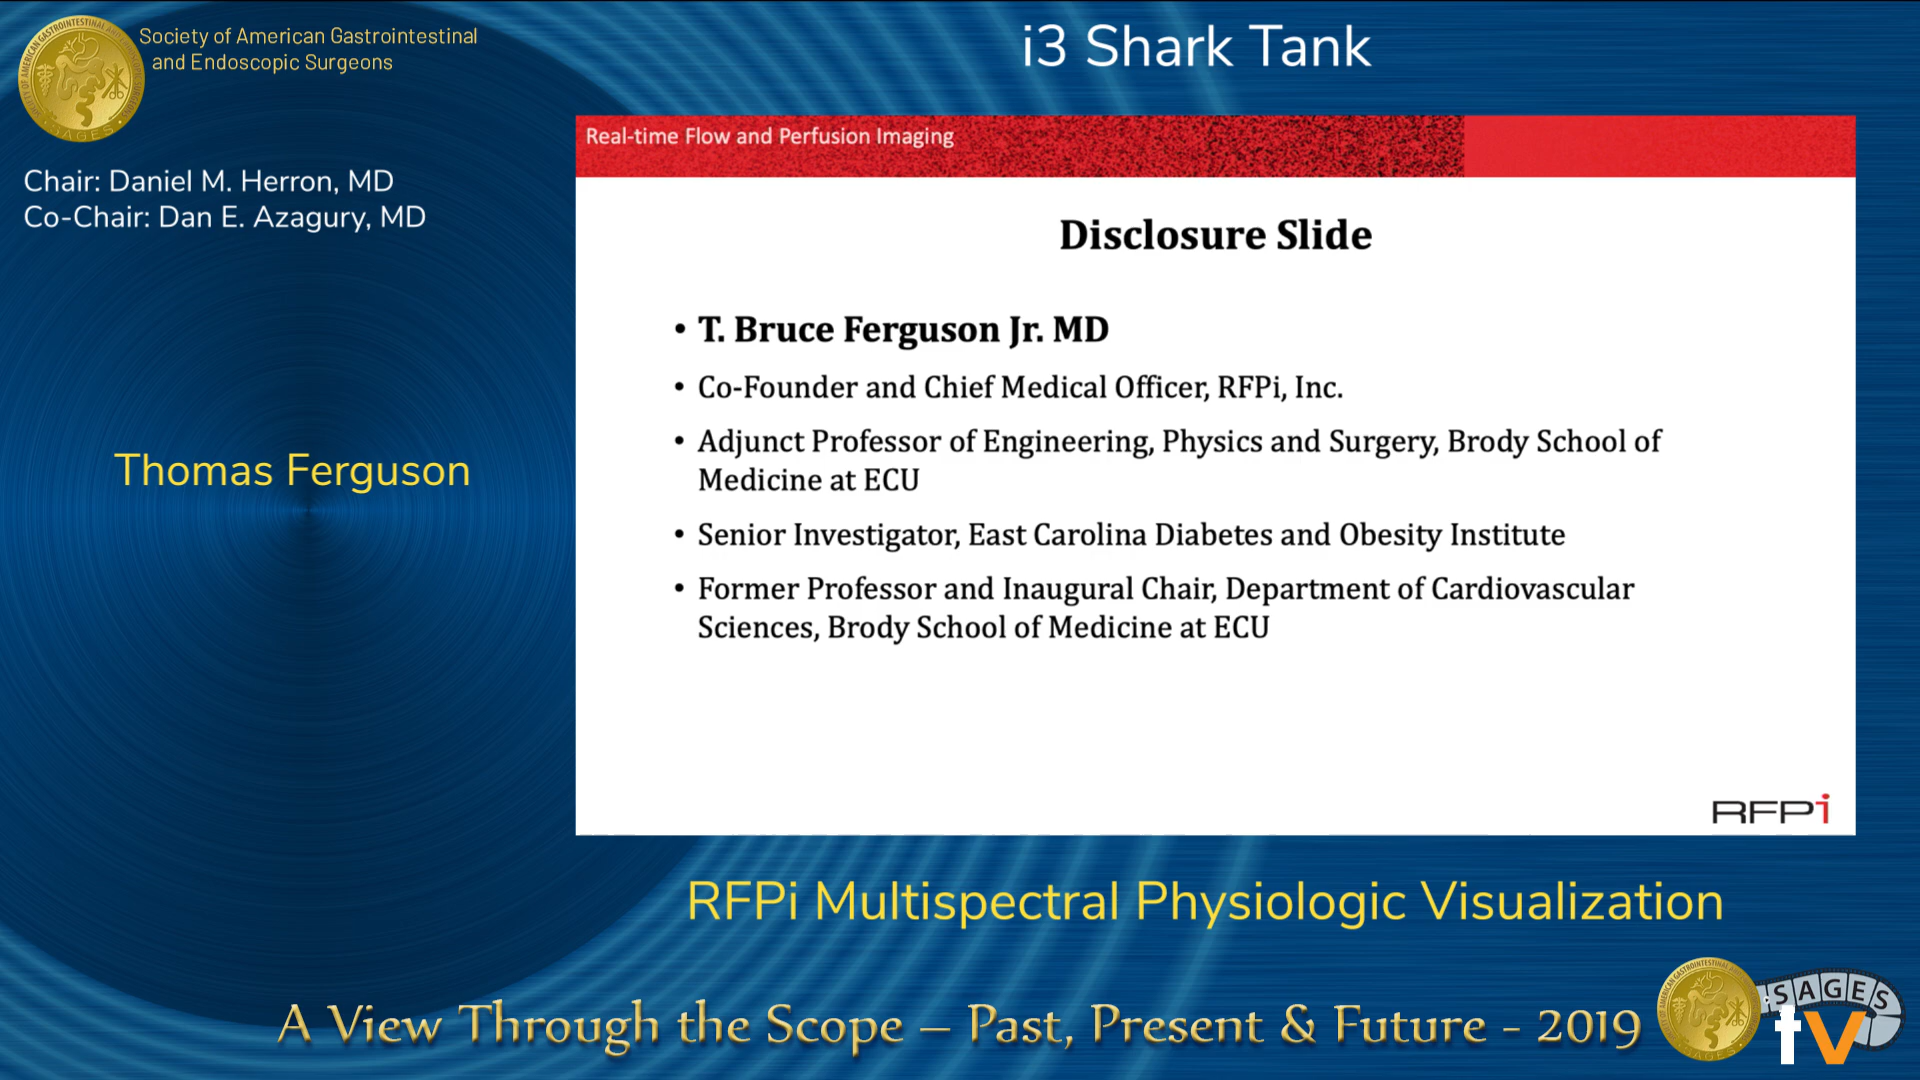 Society of American Gastrointestinal
and Endoscopic Surgeons
i3 Shark Tank
Chair: Daniel M. Herron, MD
Co-Chair: Dan E. Azagury, MD
Thomas Ferguson
Real-time Flow and Perfusion Imaging
Disclosure Slide
• T. Bruce Ferguson Jr. MD
• Co-Founder and Chief Medical Officer, RFPi, Inc.
• Adjunct Professor of Engineering, Physics and Surgery, Brody School of
Medicine at ECU
• Senior Investigator, East Carolina Diabetes and Obesity Institute
• Former Professor and Inaugural Chair, Department of Cardiovascular
Sciences, Brody School of Medicine at ECU
RFPi
RFPi Multispectral Physiologic Visualization
A View Through the Scope – Past, Present & Future - 2019
SAGES
tv